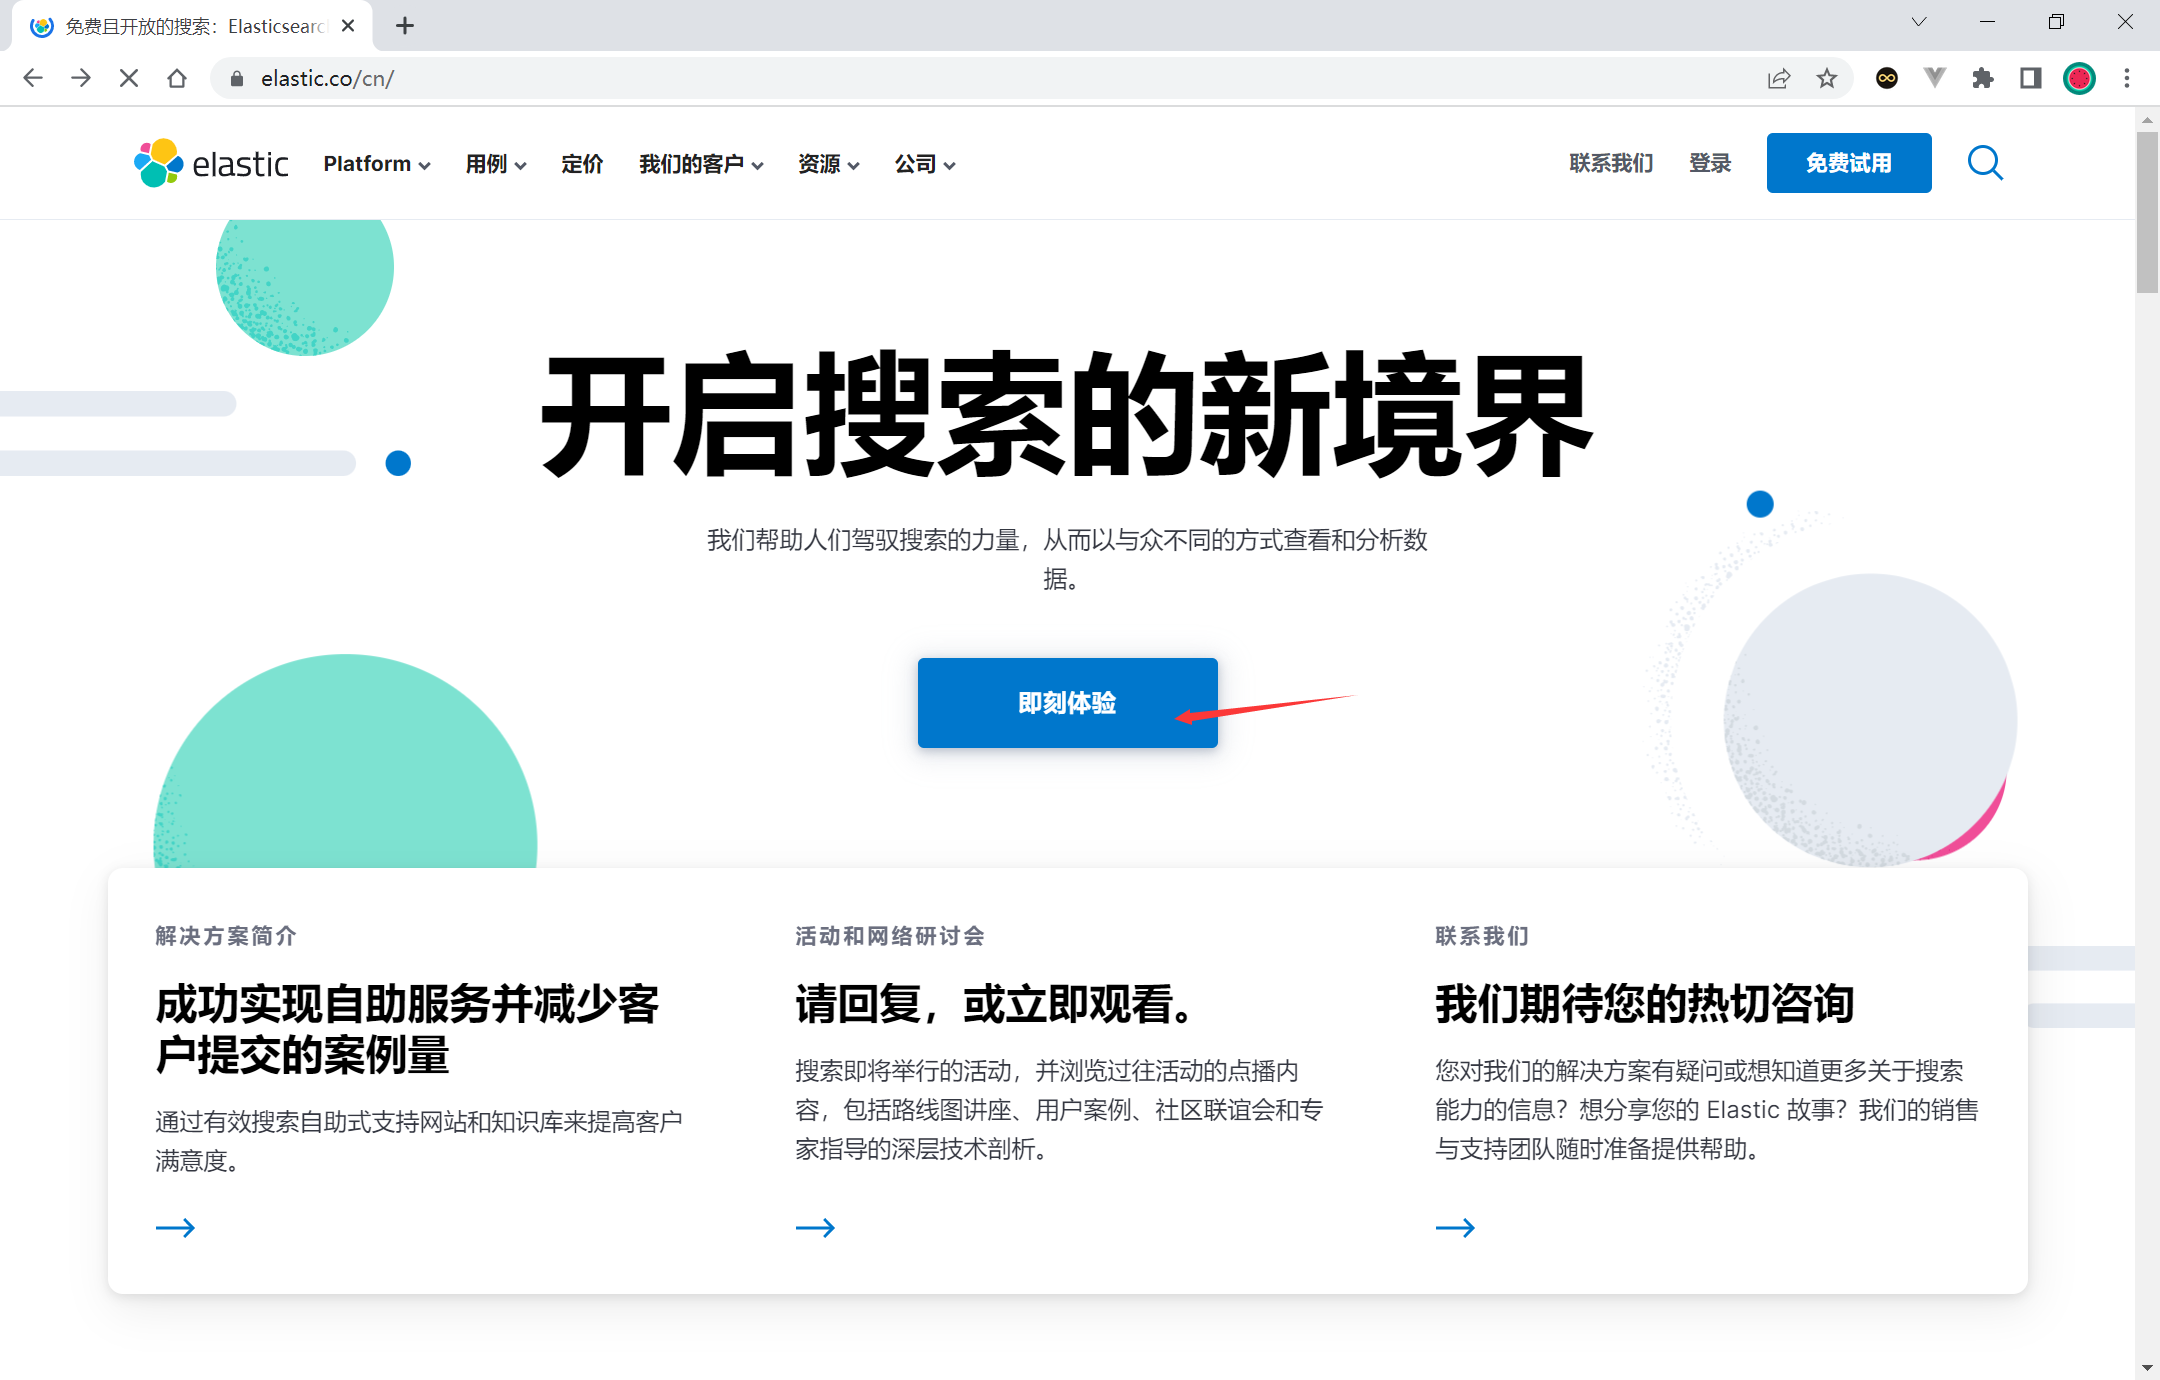 免费且开放的搜索：Elasticsearc
elastic.co/cn/
elastic
Platform
用例
定价
我们的客户
资源
公司
联系我们
登录
免费试用
开启搜索的新境界
我们帮助人们驾驭搜索的力量，从而以与众不同的方式查看和分析数
据。
即刻体验
解决方案简介
成功实现自助服务并减少客
户提交的案例量
通过有效搜索自助式支持网站和知识库来提高客户
满意度。
活动和网络研讨会
请回复，或立即观看。
搜索即将举行的活动，并浏览过往活动的点播内
容，包括路线图讲座、用户案例、社区联谊会和专
家指导的深层技术剖析。
联系我们
我们期待您的热切咨询
您对我们的解决方案有疑问或想知道更多关于搜索
能力的信息？想分享您的 Elastic 故事？我们的销售
与支持团队随时准备提供帮助。